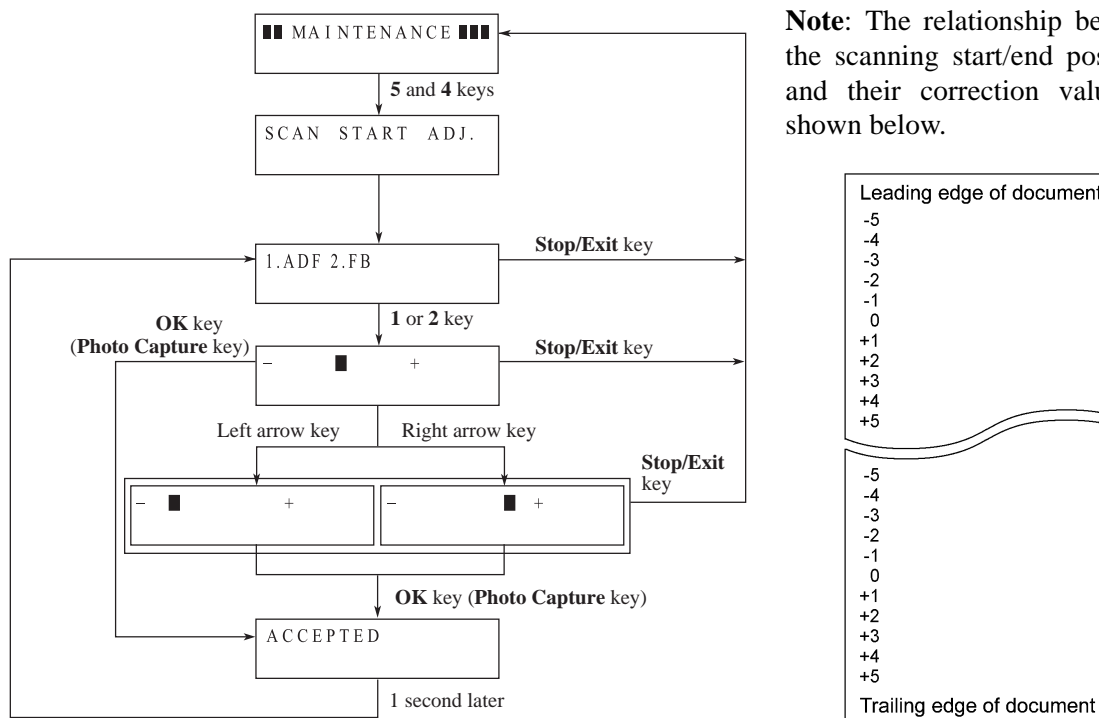 ■■ MAINTENANCE ■■■
5 and 4 keys
SCAN START ADJ.
1.ADF 2.FB
Stop/Exit key
1 or 2 key
OK key
(Photo Capture key)
– ■ +
Stop/Exit key
Left arrow key
Right arrow key
Stop/Exit
key
– ■ +
– ■ +
OK key (Photo Capture key)
ACCEPTED
1 second later
Note: The relationship be
the scanning start/end pos
and their correction valu
shown below.
Leading edge of document
-5
-4
-3
-2
-1
0
+1
+2
+3
+4
+5
-5
-4
-3
-2
-1
0
+1
+2
+3
+4
+5
Trailing edge of document